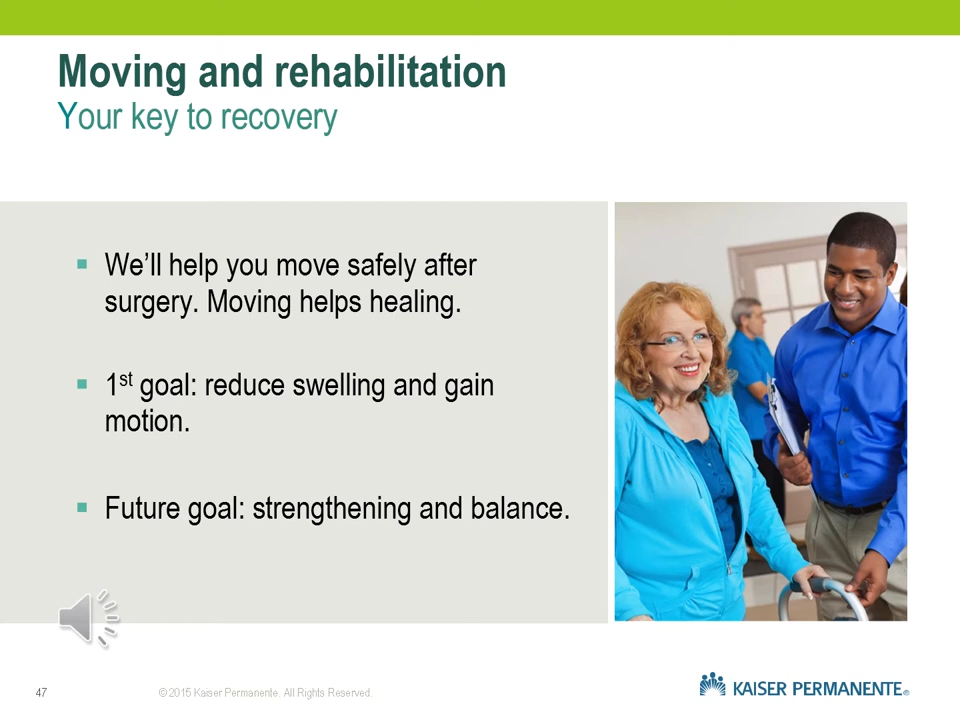 Moving and rehabilitation
Your key to recovery
▪ We’ll help you move safely after
surgery. Moving helps healing.
▪ 1st goal: reduce swelling and gain
motion.
▪ Future goal: strengthening and balance.
47
© 2015 Kaiser Permanente. All Rights Reserved.
KAISER PERMANENTE®